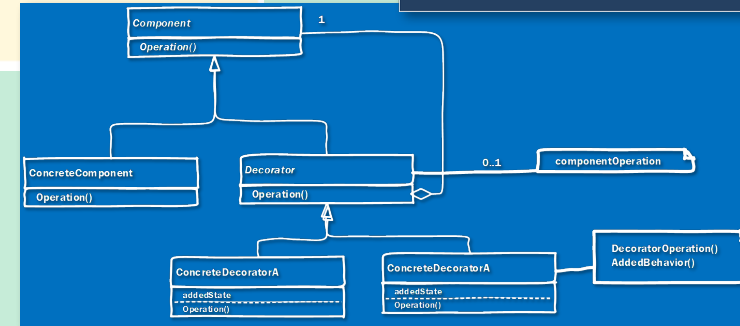 Component
1
Operation()
ConcreteComponent
Operation()
Decorator
Operation()
0..1
componentOperation
ConcreteDecoratorA
addedState
Operation()
ConcreteDecoratorA
addedState
Operation()
DecoratorOperation()
AddedBehavior()